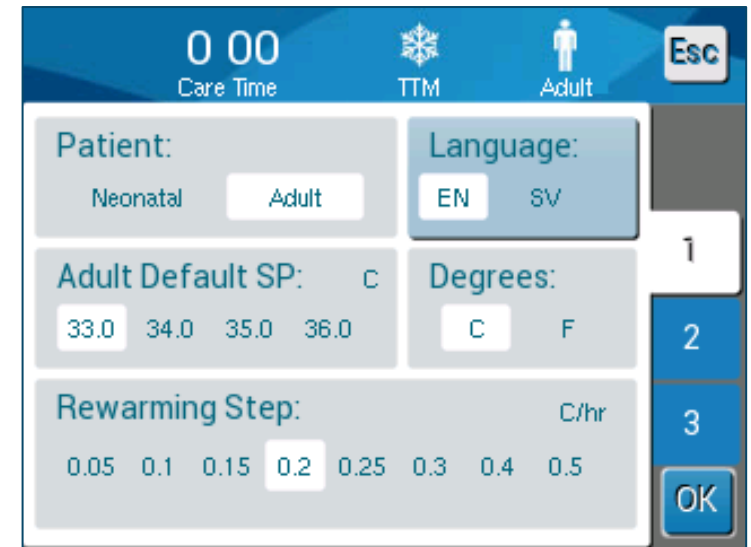 0 00
Care Time
TTM
Adult
Esc
Patient:
Neonatal Adult
Language:
EN SV
Adult Default SP: C
33.0 34.0 35.0 36.0
Degrees:
C F
Rewarming Step: C/hr
0.05 0.1 0.15 0.2 0.25 0.3 0.4 0.5
1
2
3
OK